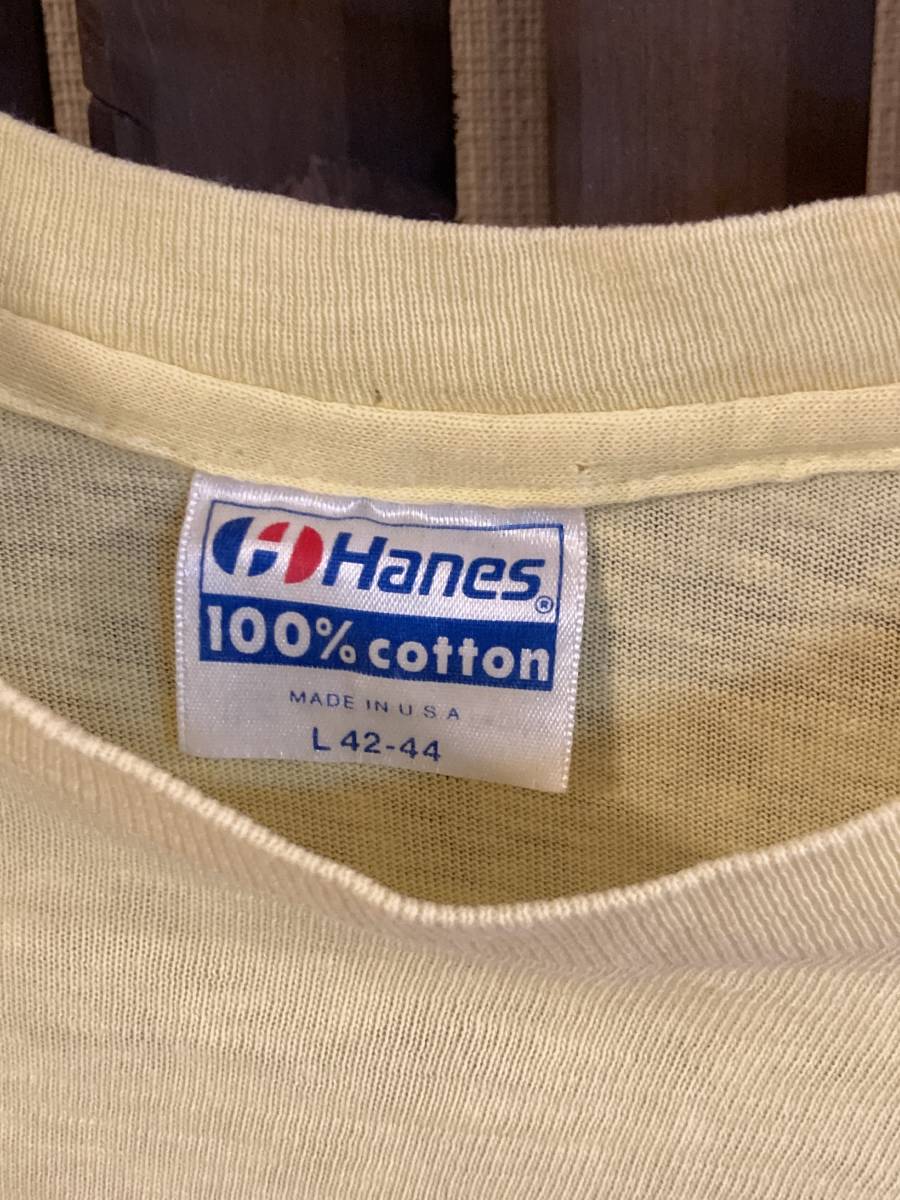 Hanes®
100% cotton
MADE IN U S A
L 42-44